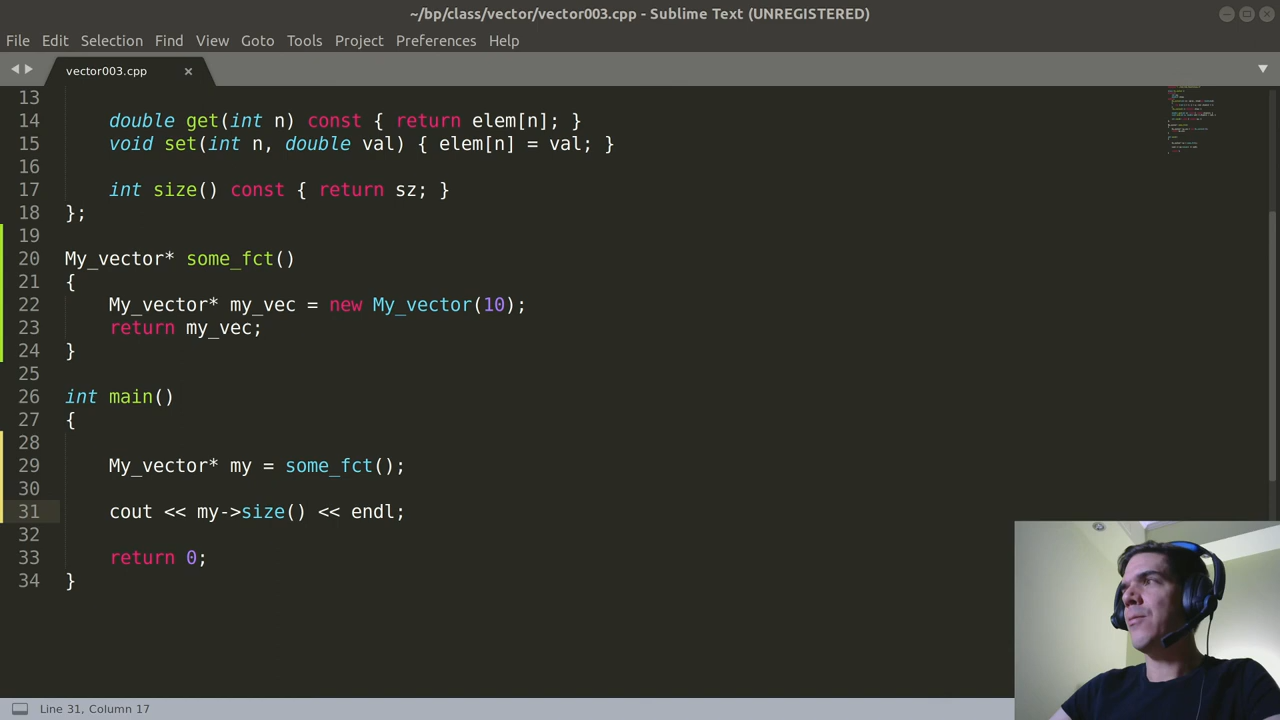 ~/bp/class/vector/vector003.cpp - Sublime Text (UNREGISTERED)
File Edit Selection Find View Goto Tools Project Preferences Help
vector003.cpp
13
14 double get(int n) const { return elem[n]; }
15 void set(int n, double val) { elem[n] = val; }
16
17 int size() const { return sz; }
18 };
19
20 My_vector* some_fct()
21 {
22 My_vector* my_vec = new My_vector(10);
23 return my_vec;
24 }
25
26 int main()
27 {
28
29 My_vector* my = some_fct();
30
31 cout << my->size() << endl;
32
33 return 0;
34 }
Line 31, Column 17